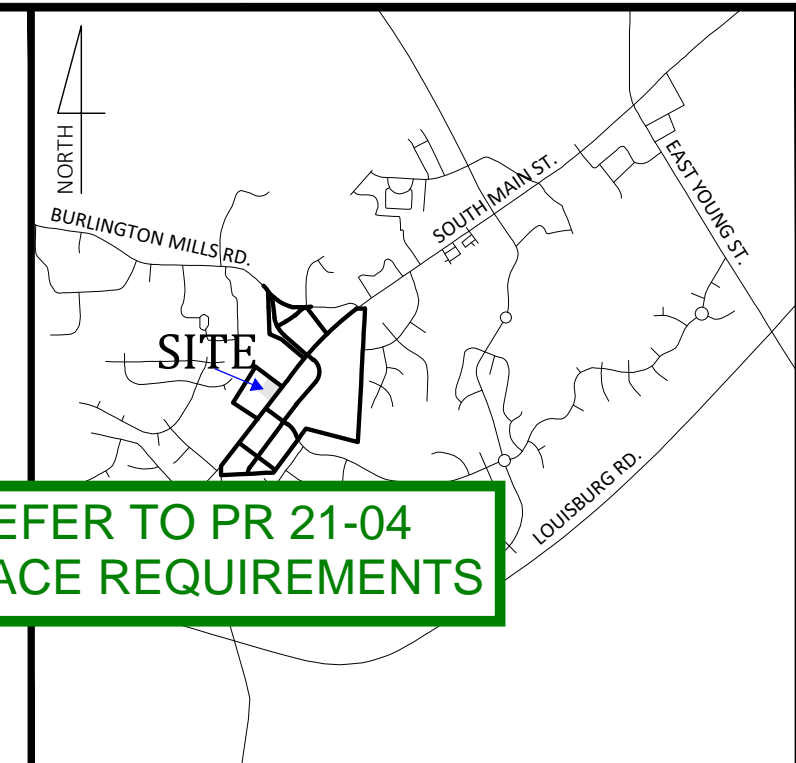 NORTH
BURLINGTON MILLS RD.
SOUTH MAIN ST.
EAST YOUNG ST.
SITE
LOUISBURG RD.
EFER TO PR 21-04
ACE REQUIREMENTS